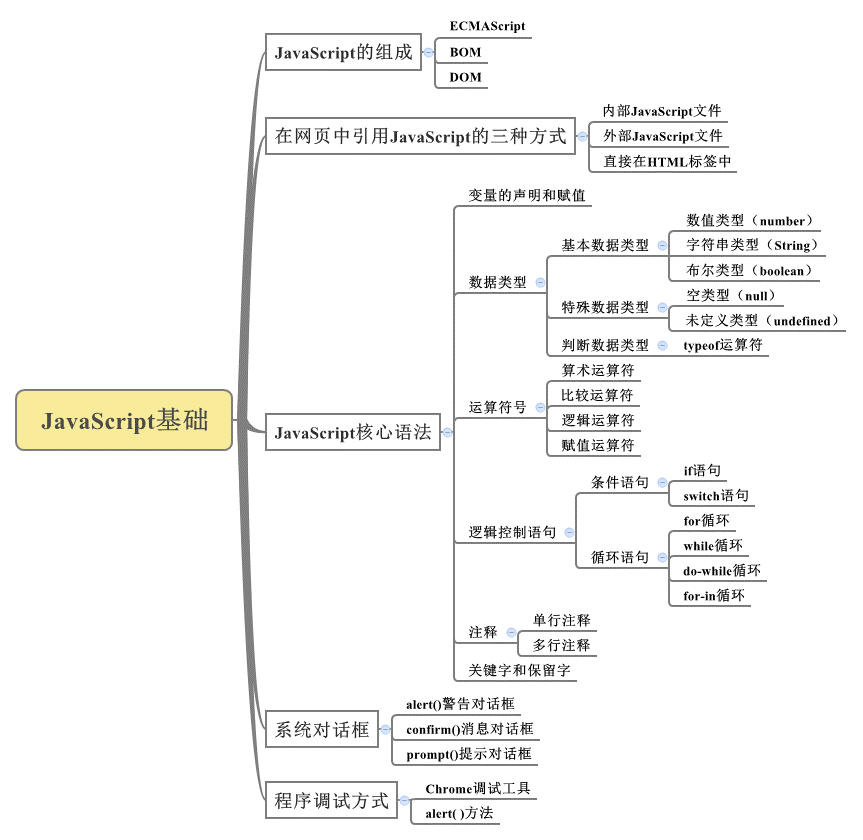 JavaScript基础
JavaScript的组成
ECMAScript
BOM
DOM
在网页中引用JavaScript的三种方式
内部JavaScript文件
外部JavaScript文件
直接在HTML标签中
JavaScript核心语法
变量的声明和赋值
数据类型
基本数据类型
数值类型（number）
字符串类型（String）
布尔类型（boolean）
特殊数据类型
空类型（null）
未定义类型（undefined）
判断数据类型
typeof运算符
运算符号
算术运算符
比较运算符
逻辑运算符
赋值运算符
逻辑控制语句
条件语句
if语句
switch语句
循环语句
for循环
while循环
do-while循环
for-in循环
注释
单行注释
多行注释
关键字和保留字
系统对话框
alert()警告对话框
confirm()消息对话框
prompt()提示对话框
程序调试方式
Chrome调试工具
alert( )方法